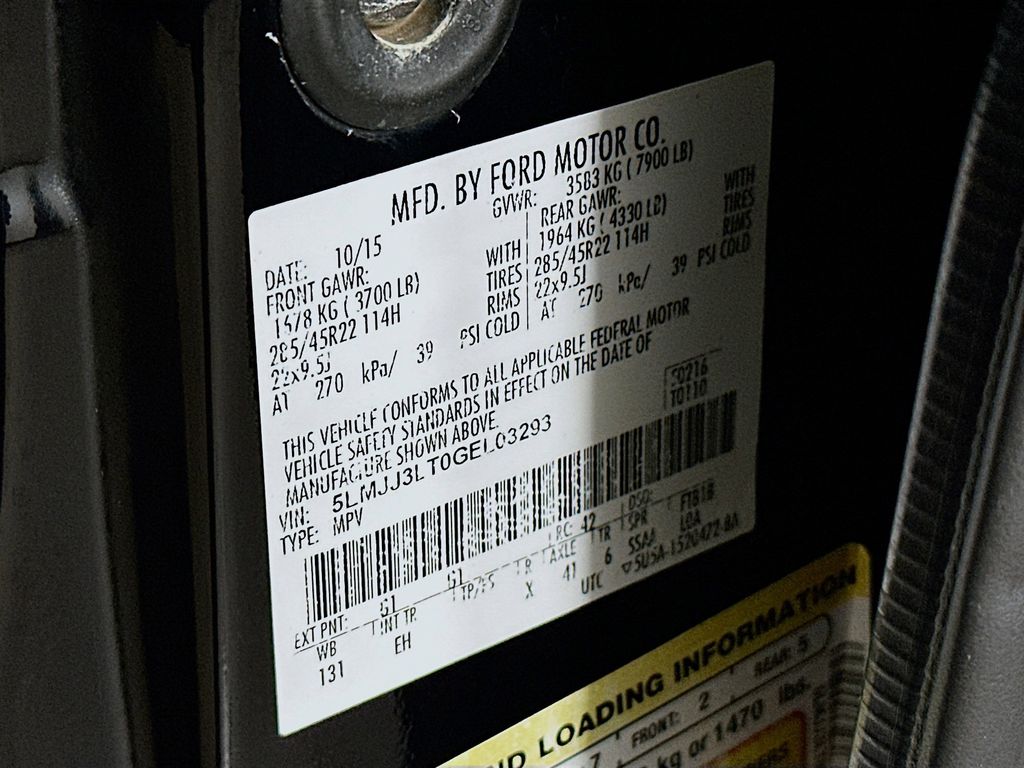 MFD. BY FORD MOTOR CO.
DATE: 10/15
GVWR: 3583 KG ( 7900 LB)
FRONT GAWR:
1678 KG ( 3700 LB) WITH
285/45R22 114H TIRES
22x9.5J RIMS
AT 270 kPa/ 39 PSI COLD
REAR GAWR: WITH
1964 KG ( 4330 LB) TIRES
285/45R22 114H RIMS
22x9.5J
AT 270 kPa/ 39 PSI COLD
THIS VEHICLE CONFORMS TO ALL APPLICABLE FEDERAL MOTOR
VEHICLE SAFETY STANDARDS IN EFFECT ON THE DATE OF
MANUFACTURE SHOWN ABOVE.
VIN: 5LMJJ3LT0GEL03293
TYPE: MPV
50216
T0110
EXT PNT: G1 G1 RC: 42 DSO:
WB INT TR TP/PS R AXLE TR SPR
131 EH X 41 6 SSAA
UTC ▽5U5A-1520472-BA
LOADING INFORMATION
FRONT: 2 REAR: 5
kg or 1470 lbs.